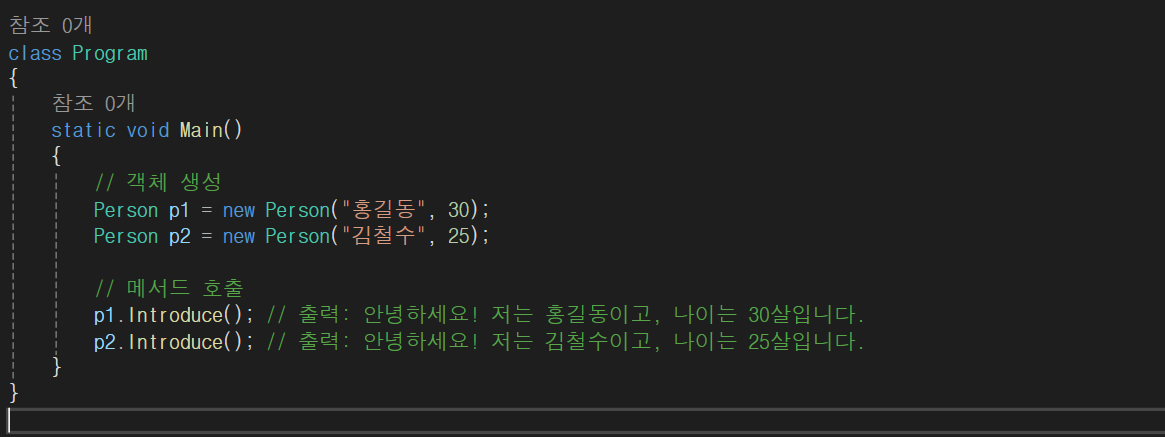 참조 0개
class Program
{
참조 0개
static void Main()
{
// 객체 생성
Person p1 = new Person("홍길동", 30);
Person p2 = new Person("김철수", 25);
// 메서드 호출
p1.Introduce(); // 출력: 안녕하세요! 저는 홍길동이고, 나이는 30살입니다.
p2.Introduce(); // 출력: 안녕하세요! 저는 김철수이고, 나이는 25살입니다.
}
}